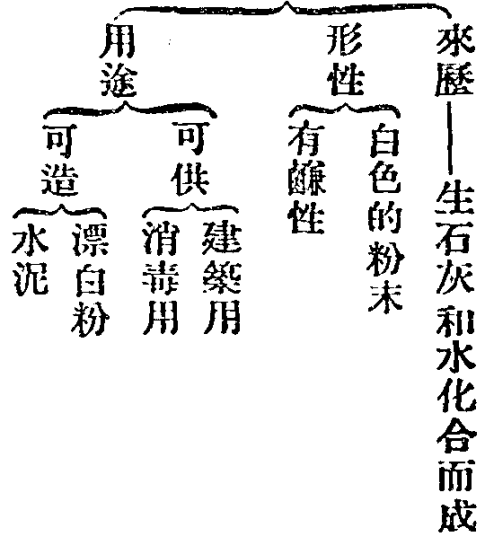 來歷
生石灰和水化合而成
形性
白色的粉末
有鹼性
用途
可供
建築用
消毒用
可造
漂白粉
水泥